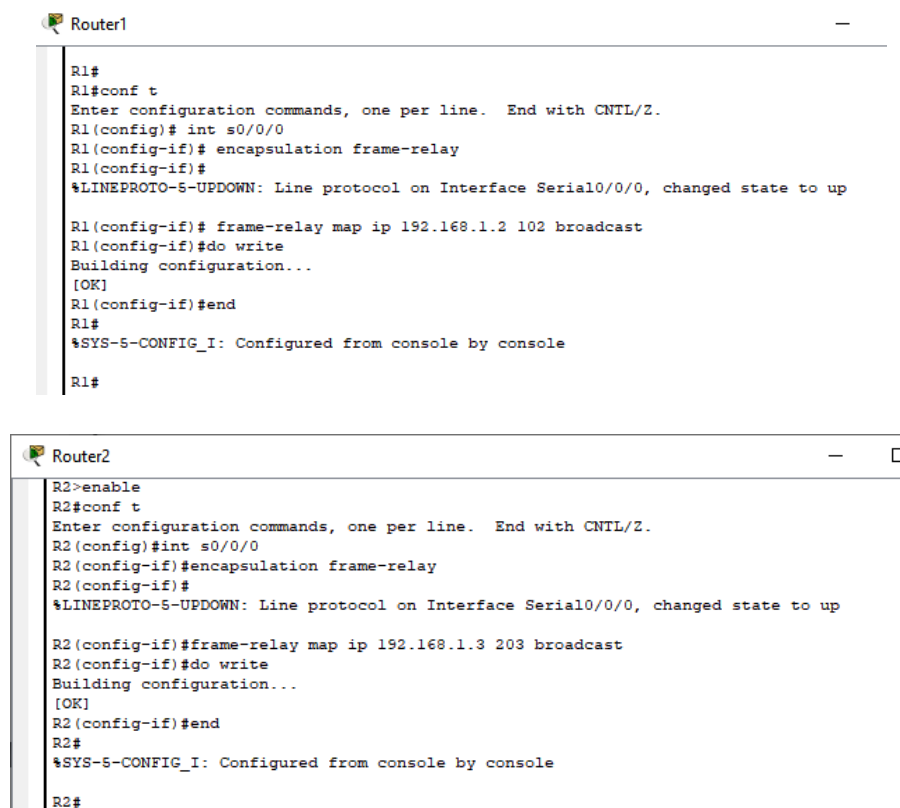 Router1
R1#
R1#conf t
Enter configuration commands, one per line.  End with CNTL/Z.
R1(config)# int s0/0/0
R1(config-if)# encapsulation frame-relay
R1(config-if)#
%LINEPROTO-5-UPDOWN: Line protocol on Interface Serial0/0/0, changed state to up
R1(config-if)# frame-relay map ip 192.168.1.2 102 broadcast
R1(config-if)#do write
Building configuration...
[OK]
R1(config-if)#end
R1#
%SYS-5-CONFIG_I: Configured from console by console
R1#
Router2
R2>enable
R2#conf t
Enter configuration commands, one per line.  End with CNTL/Z.
R2(config)#int s0/0/0
R2(config-if)#encapsulation frame-relay
R2(config-if)#
%LINEPROTO-5-UPDOWN: Line protocol on Interface Serial0/0/0, changed state to up
R2(config-if)#frame-relay map ip 192.168.1.3 203 broadcast
R2(config-if)#do write
Building configuration...
[OK]
R2(config-if)#end
R2#
%SYS-5-CONFIG_I: Configured from console by console
R2#